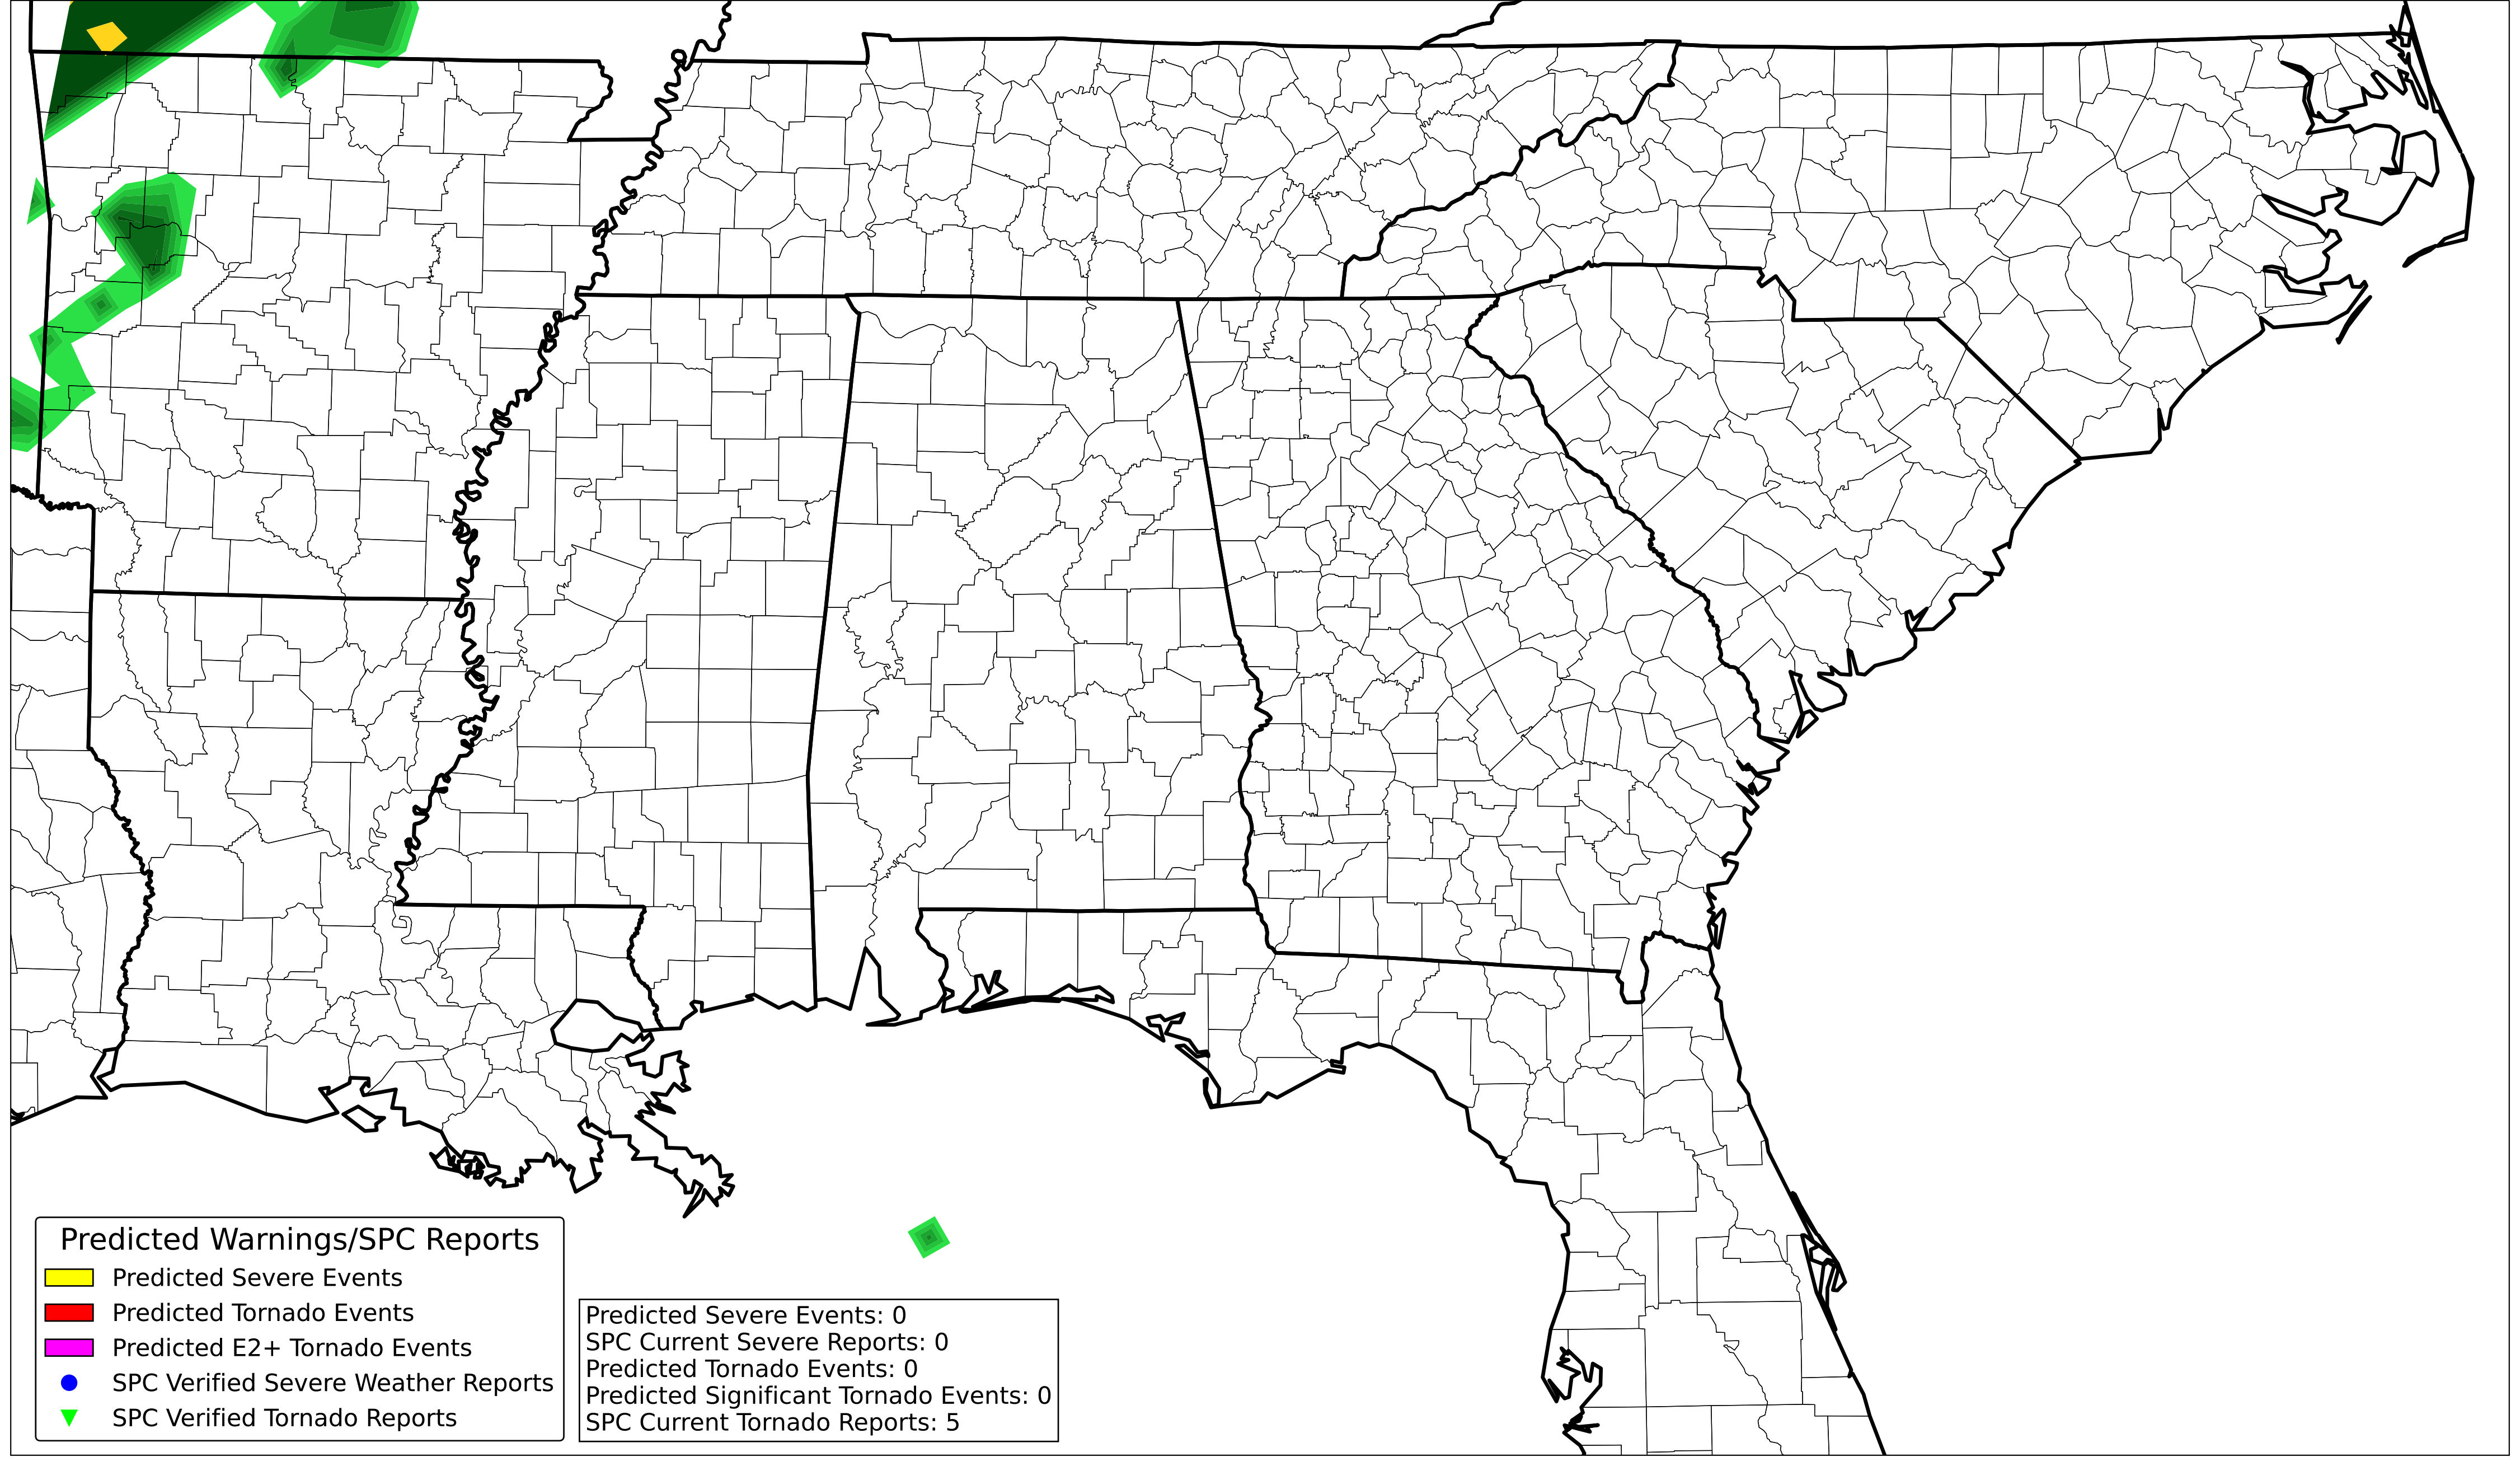 Predicted Warnings/SPC Reports
Predicted Severe Events
Predicted Tornado Events
Predicted E2+ Tornado Events
SPC Verified Severe Weather Reports
SPC Verified Tornado Reports
Predicted Severe Events: 0
SPC Current Severe Reports: 0
Predicted Tornado Events: 0
Predicted Significant Tornado Events: 0
SPC Current Tornado Reports: 5